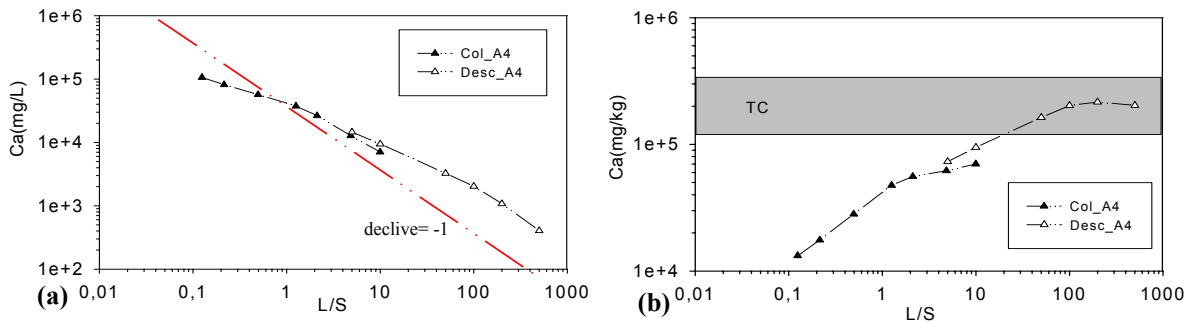 Ca(mg/L)
1e+6
1e+5
1e+4
1e+3
1e+2
Col_A4
Desc_A4
declive= -1
0,01 0,1 1 10 100 1000
L/S
(a)
Ca(mg/kg)
1e+6
1e+5
1e+4
TC
Col_A4
Desc_A4
0,01 0,1 1 10 100 1000
L/S
(b)